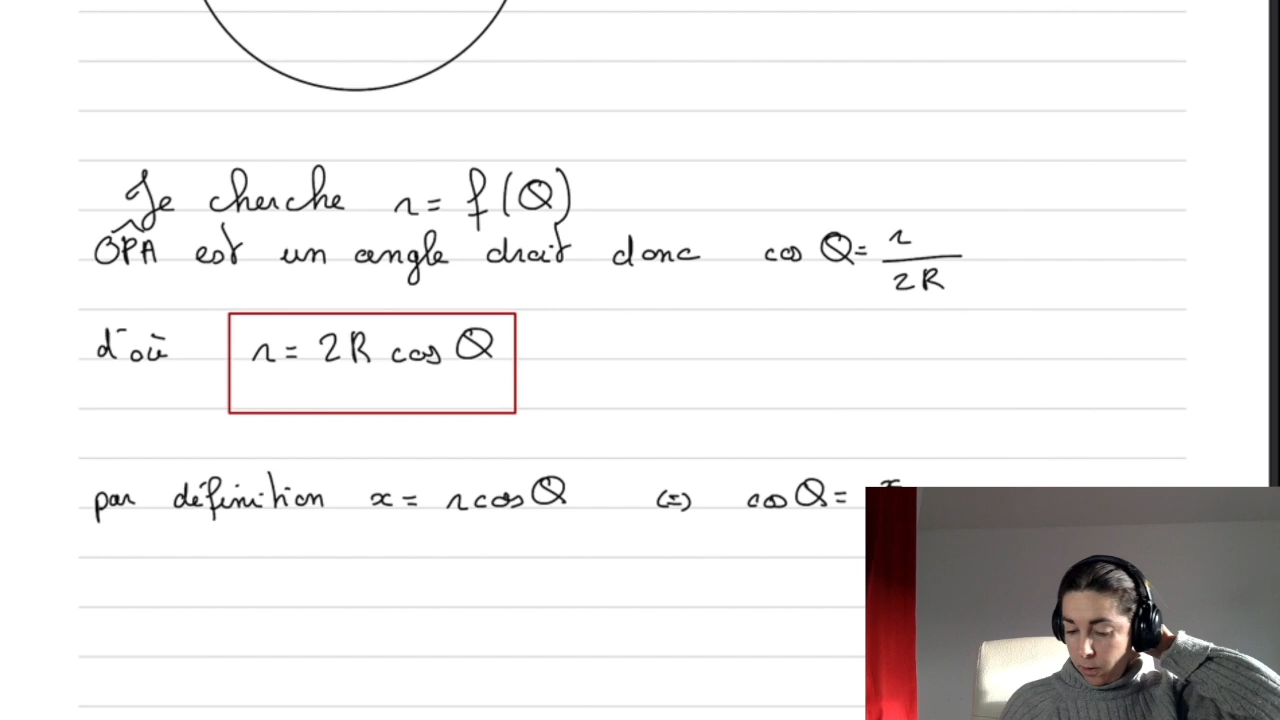 Je cherche r = f(θ)
OPA est un angle droit donc cos θ = r / 2R
d'où r = 2R cos θ
par définition x = r cos θ (=) cos θ =